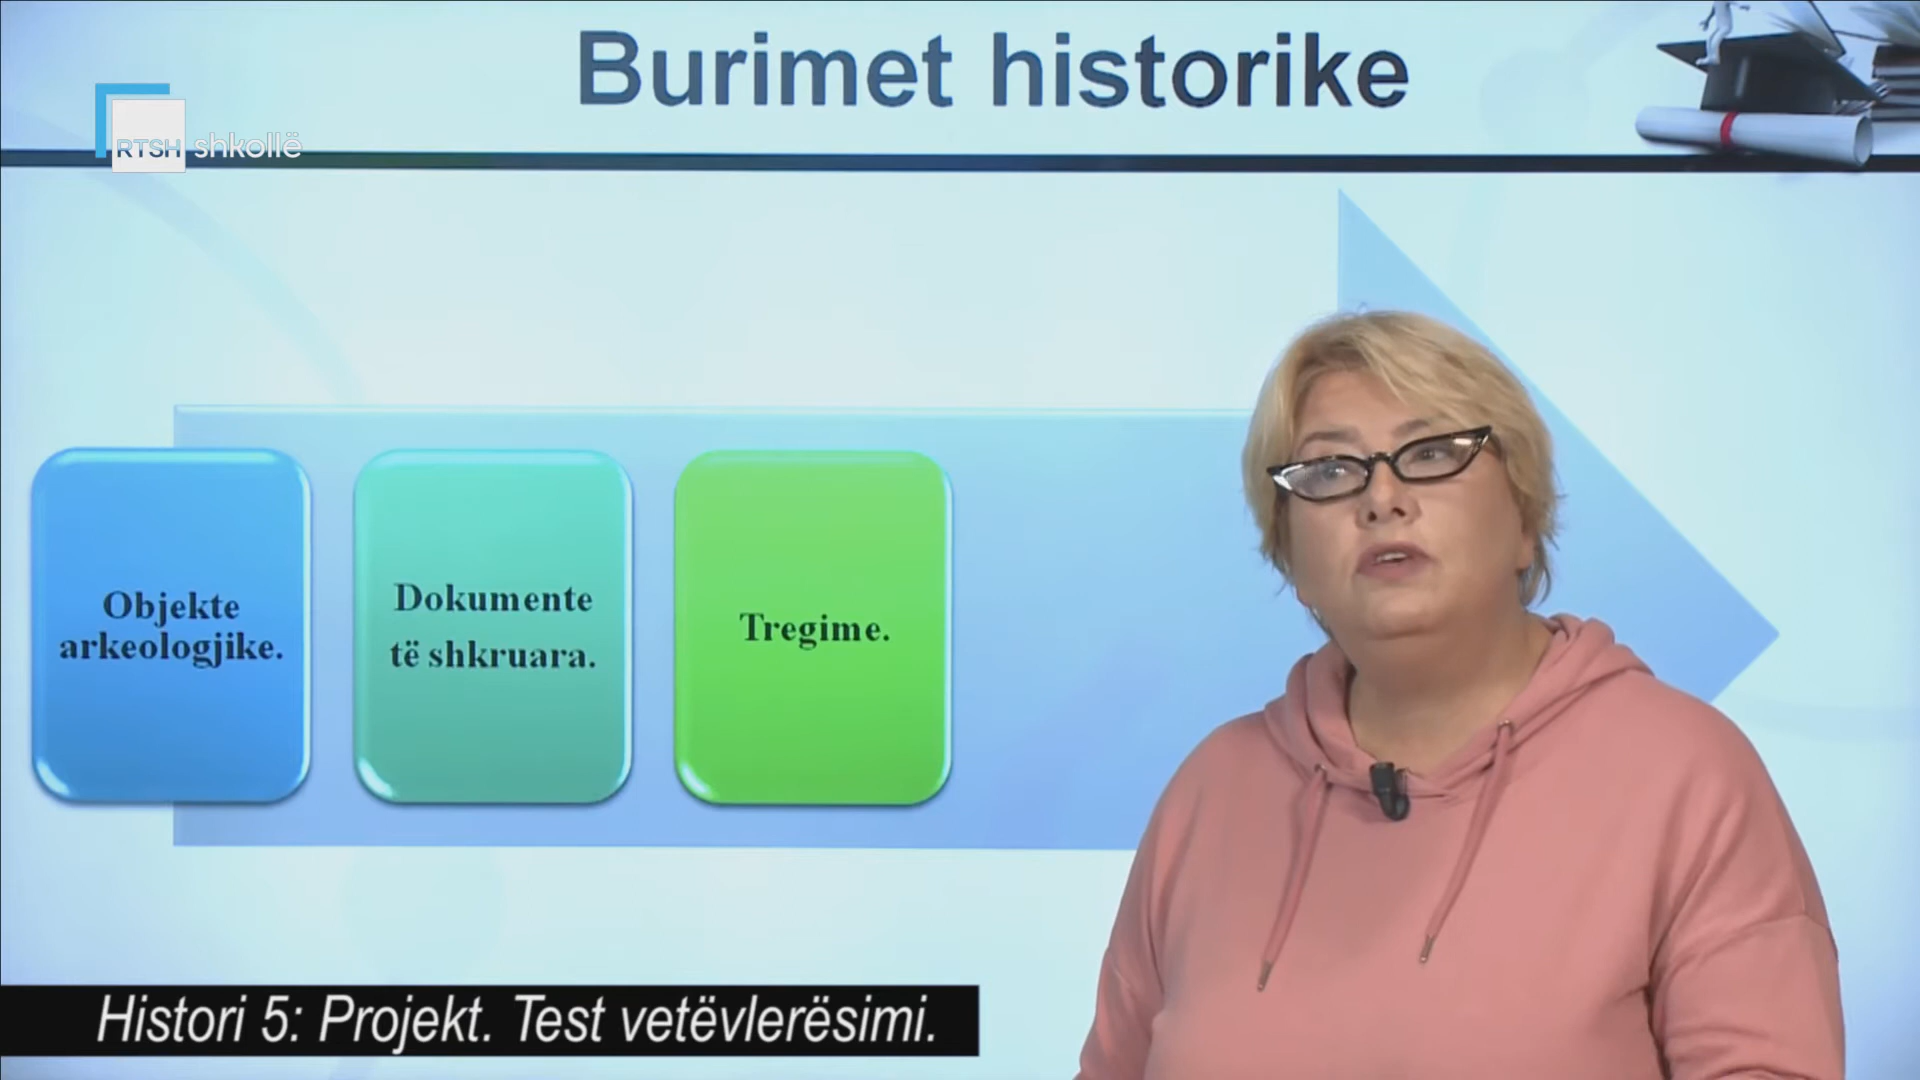 Burimet historike
RTSH shkollë
Objekte
arkeologjike.
Dokumente
të shkruara.
Tregime.
Histori 5: Projekt. Test vetëvlerësimi.